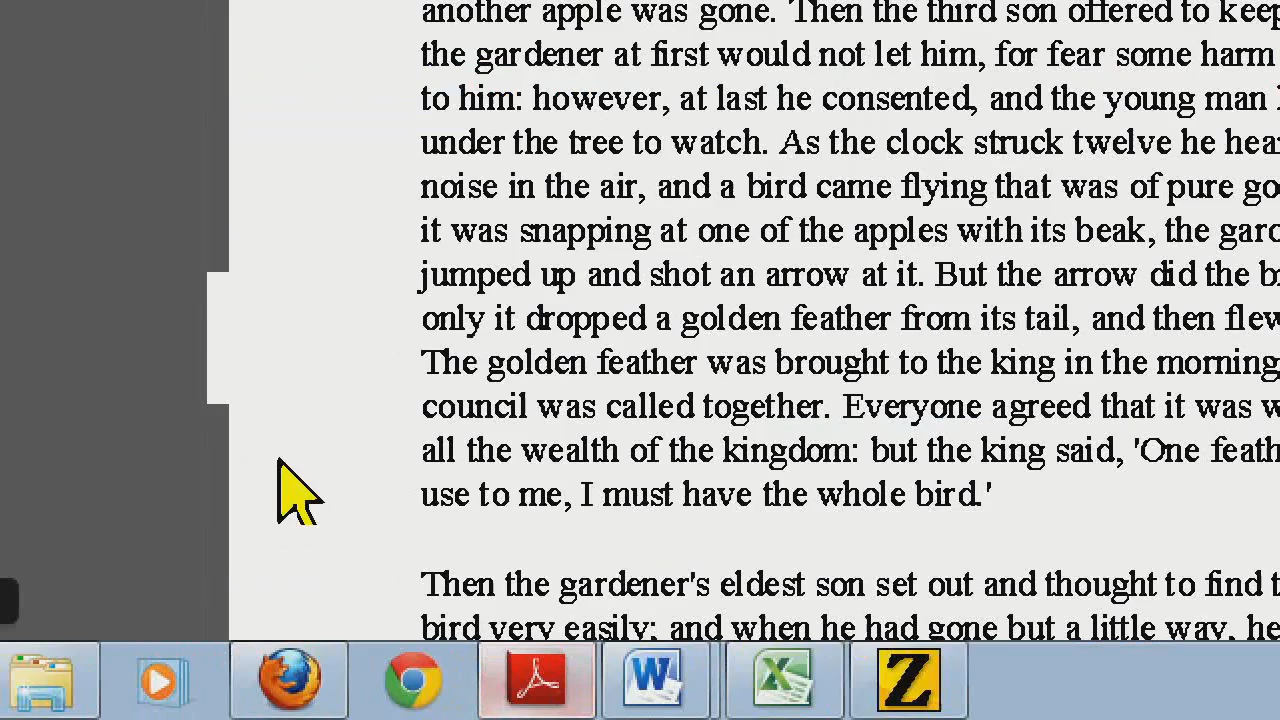 another apple was gone. Then the third son offered to keep
the gardener at first would not let him, for fear some harm
to him: however, at last he consented, and the young man
under the tree to watch. As the clock struck twelve he hea
noise in the air, and a bird came flying that was of pure go
it was snapping at one of the apples with its beak, the gard
jumped up and shot an arrow at it. But the arrow did the b
only it dropped a golden feather from its tail, and then flew
The golden feather was brought to the king in the morning
council was called together. Everyone agreed that it was w
all the wealth of the kingdom: but the king said, 'One feath
use to me, I must have the whole bird.'
Then the gardener's eldest son set out and thought to find t
bird very easily; and when he had gone but a little way, he
Z